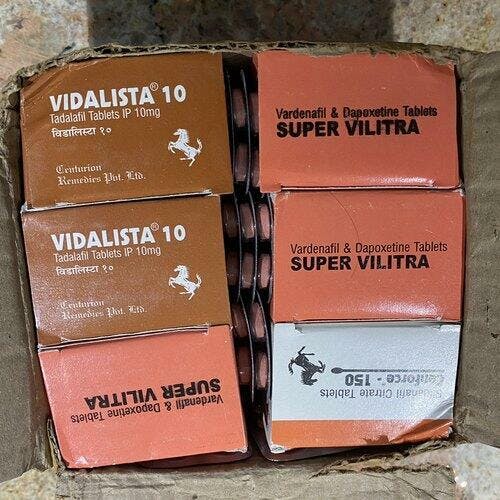 VIDALISTA® 10
Tadalafil Tablets IP 10mg
विडालिस्टा १०
Centurion
Remedies Pvt. Ltd.
Vardenafil & Dapoxetine Tablets
SUPER VILITRA
VIDALISTA® 10
Tadalafil Tablets IP 10mg
विडालिस्टा १०
Centurion
Remedies Pvt. Ltd.
Vardenafil & Dapoxetine Tablets
SUPER VILITRA
Vardenafil & Dapoxetine Tablets
SUPER VILITRA
Sildenafil Citrate Tablets
Cenforce® - 150